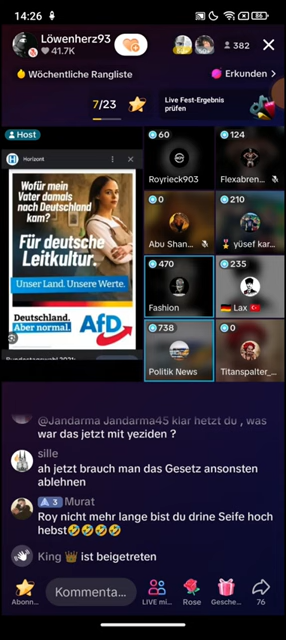 14:26
86
Löwenherz93
41.7K
382
Wöchentliche Rangliste
Erkunden >
7/23
Live Fest-Ergebnis
prüfen
Host
Horizont
Wofür mein
Vater damals
nach Deutschland
kam?
Für deutsche
Leitkultur.
Unser Land. Unsere Werte.
Deutschland.
Aber normal.
AfD
60
Royrieck903
124
Flexabren...
0
Abu Shan...
210
yüsef kar...
470
Fashion
235
Lax
738
Politik News
0
Titanspalter_...
@Jandarma Jandarma45 klar hetzt du , was
war das jetzt mit yeziden ?
sille
ah jetzt brauch man das Gesetz ansonsten
ablehnen
3 Murat
Roy nicht mehr lange bist du drine Seife hoch
hebst🤣🤣🤣🤣
King 👑 ist beigetreten
Abonn...
Kommenta...
LIVE mi...
Rose
Gesche...
76